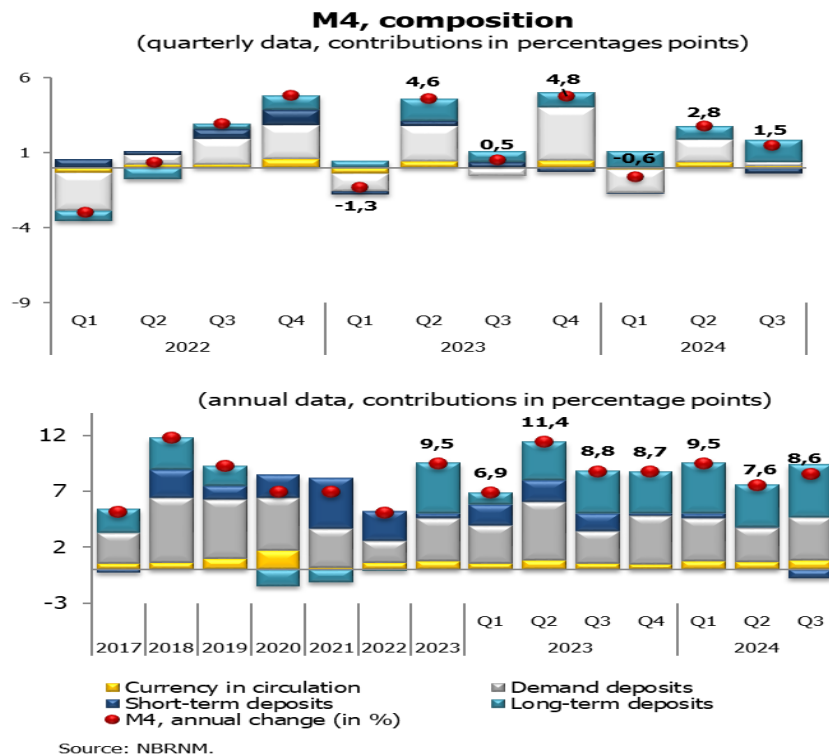 M4, composition
(quarterly data, contributions in percentages points)
6
1
-4
-9
-1,3
4,6
0,5
4,8
-0,6
2,8
1,5
Q1 Q2 Q3 Q4 Q1 Q2 Q3 Q4 Q1 Q2 Q3
2022 2023 2024
(annual data, contributions in percentage points)
12
7
2
-3
9,5
6,9
11,4
8,8
8,7
9,5
7,6
8,6
Q1 Q2 Q3 Q4 Q1 Q2 Q3
2017 2018 2019 2020 2021 2022 2023 2023 2024
Currency in circulation Demand deposits
Short-term deposits Long-term deposits
M4, annual change (in %)
Source: NBRNM.